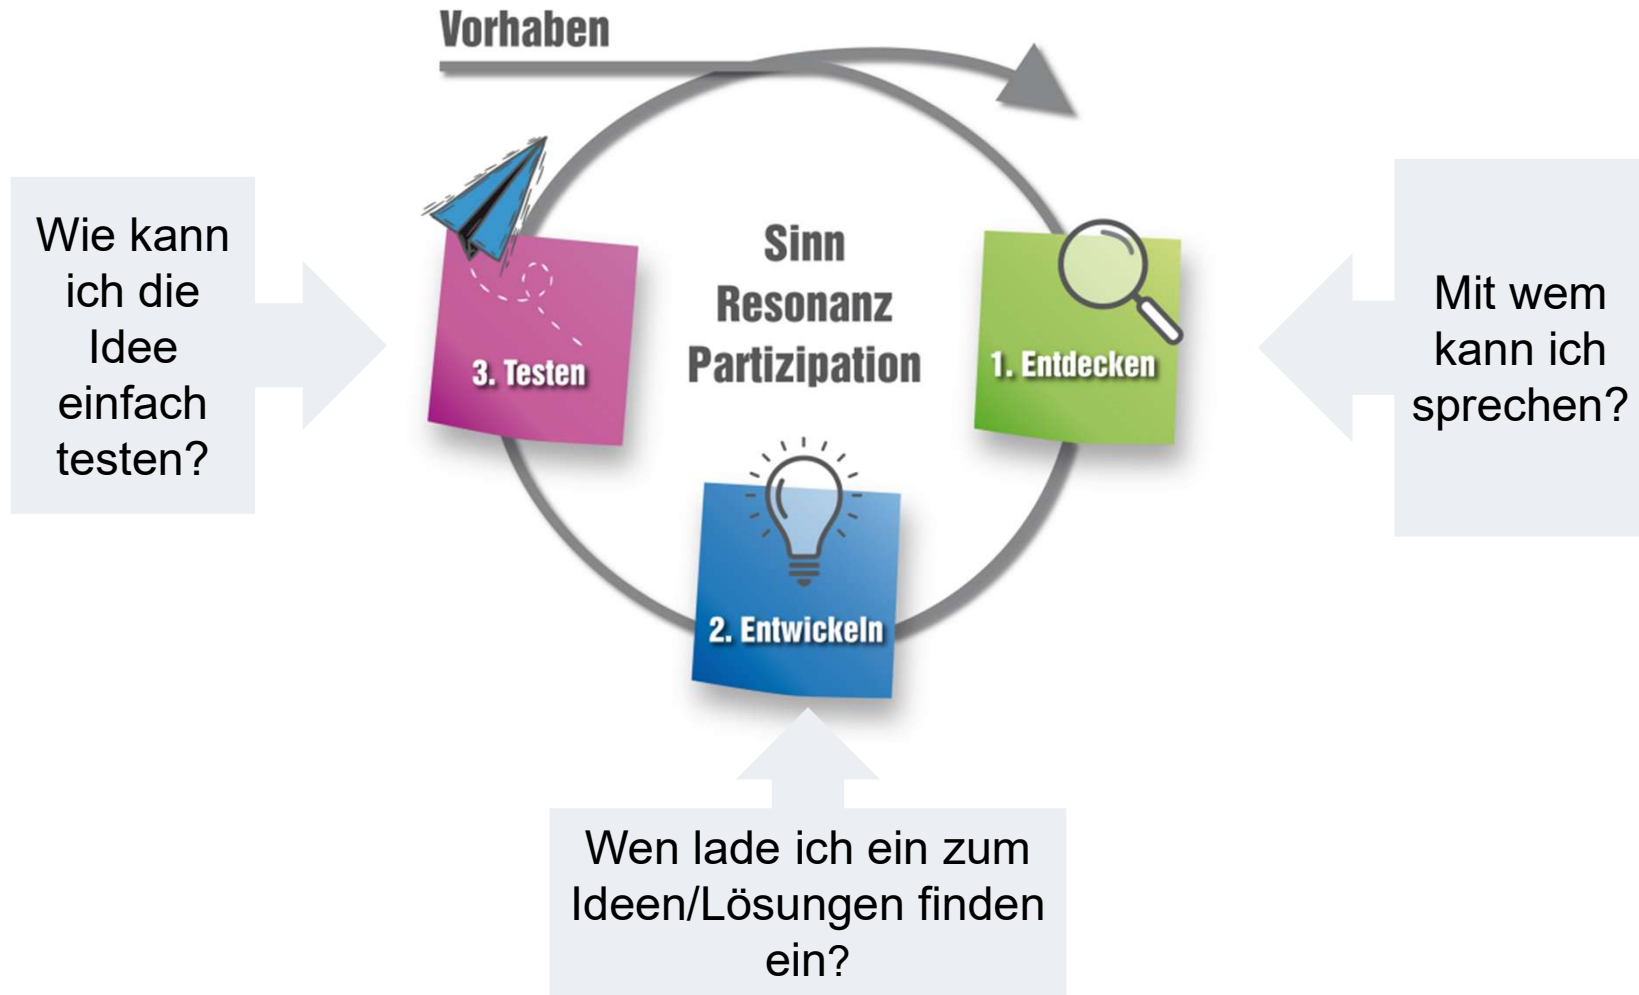 Vorhaben
Wie kann
ich die
Idee
einfach
testen?
3. Testen
Sinn
Resonanz
Partizipation
1. Entdecken
Mit wem
kann ich
sprechen?
2. Entwickeln
Wen lade ich ein zum
Ideen/Lösungen finden
ein?